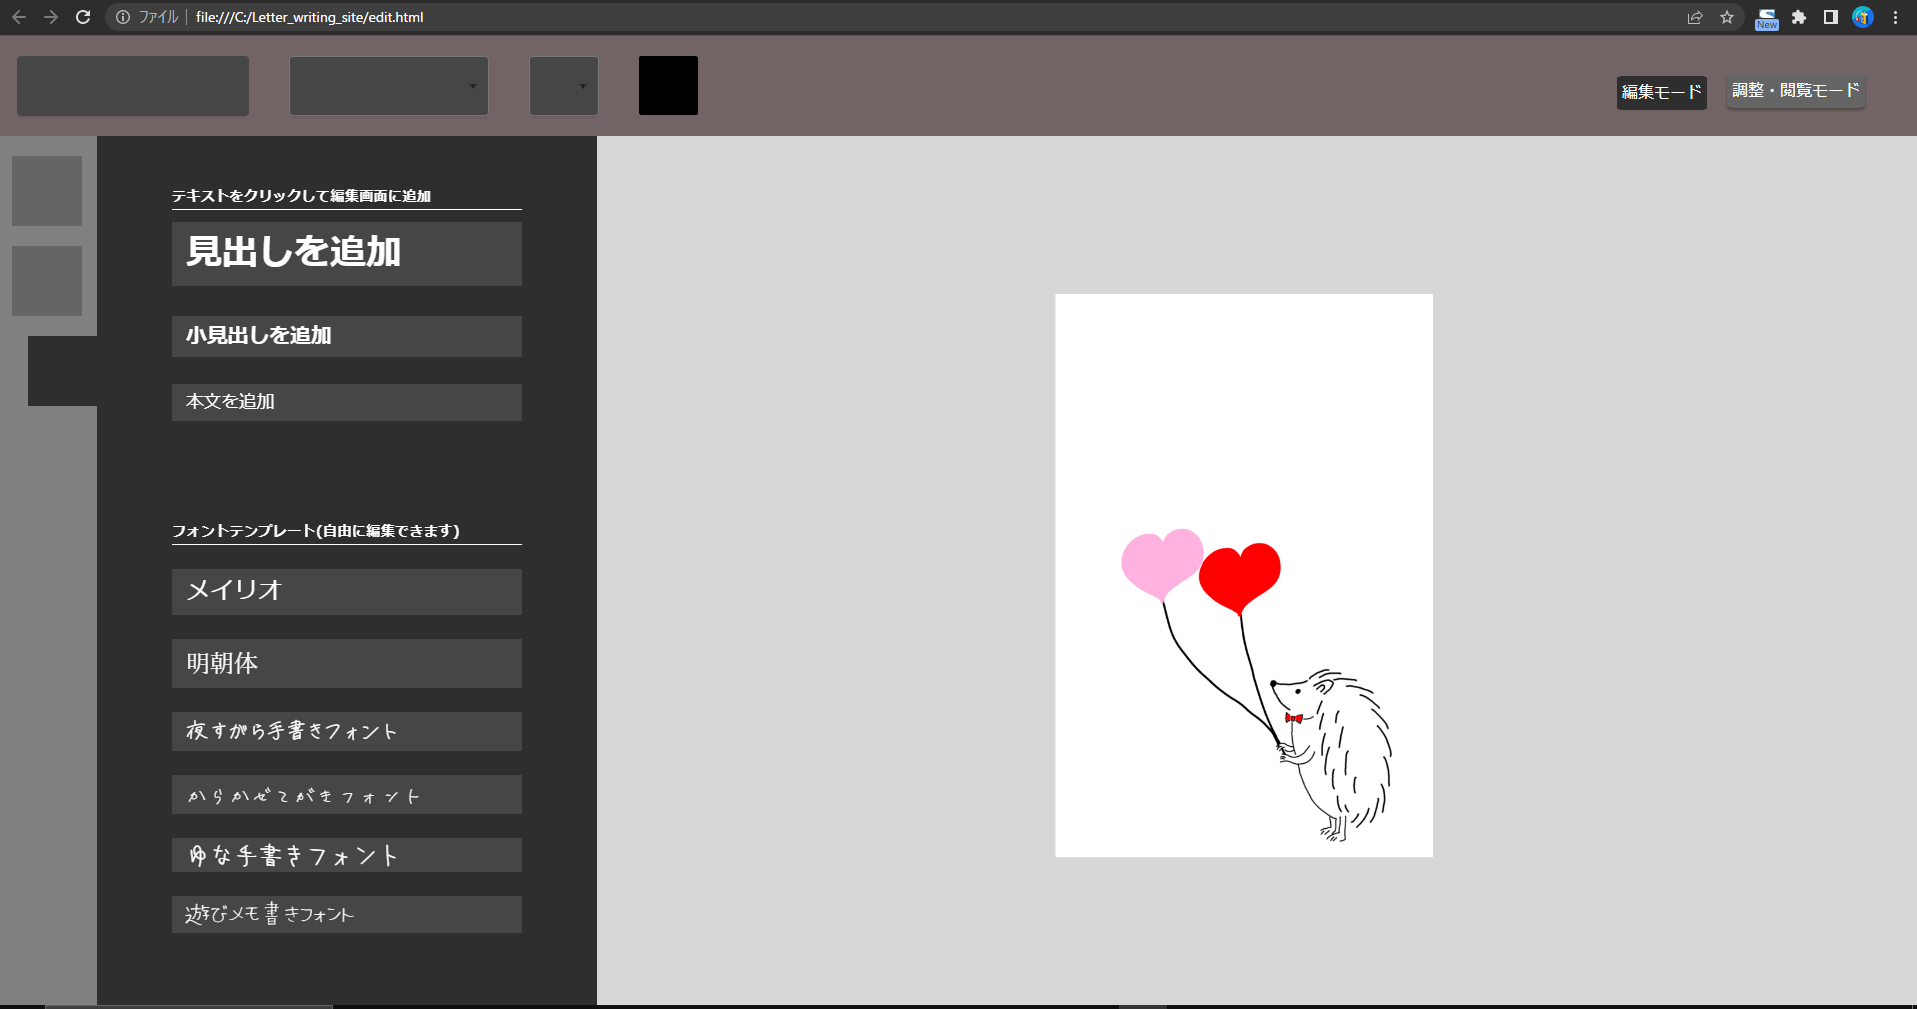 ファイル
file:///C:/Letter_writing_site/edit.html
New
編集モード
調整・閲覧モード
テキストをクリックして編集画面に追加
見出しを追加
小見出しを追加
本文を追加
フォントテンプレート(自由に編集できます)
メイリオ
明朝体
夜すがら手書きフォント
からかぜてがきフォント
ゆな手書きフォント
遊びメモ書きフォント